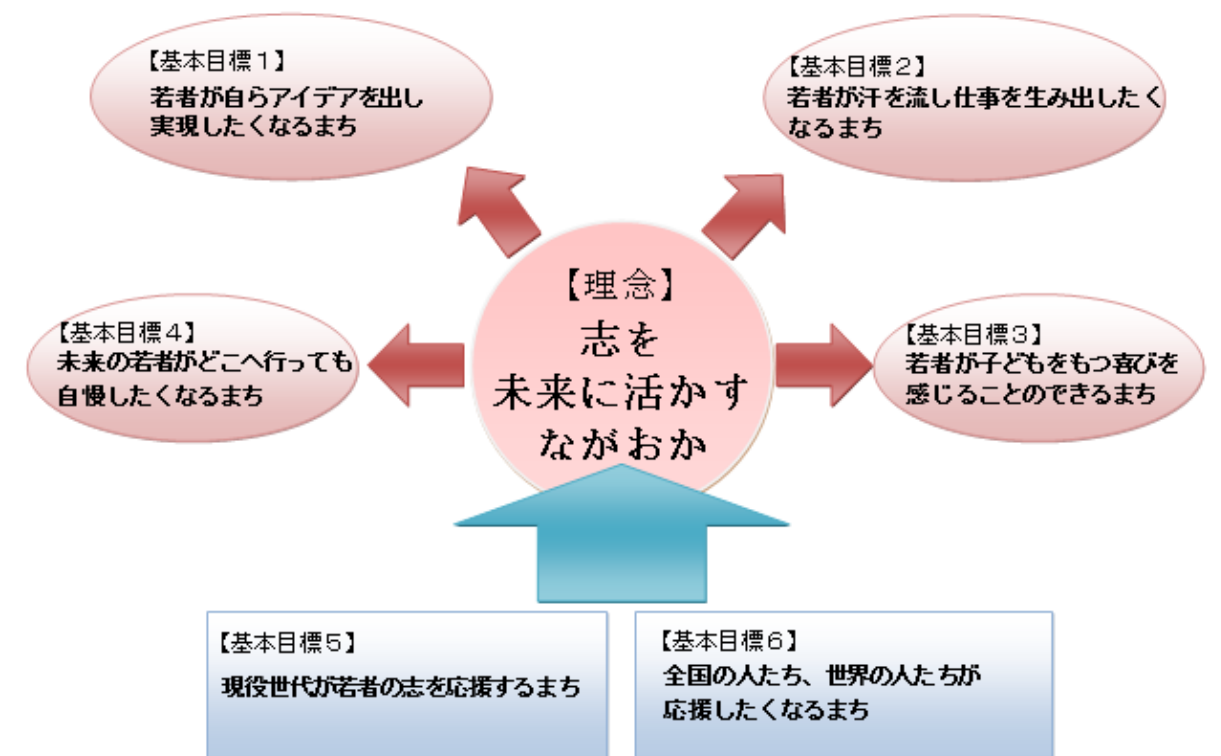 【基本目標１】
若者が自らアイデアを出し
実現したくなるまち
【基本目標２】
若者が汗を流し仕事を生み出したく
なるまち
【理念】
志を
未来に活かす
ながおか
【基本目標４】
未来の若者がどこへ行っても
自慢したくなるまち
【基本目標３】
若者が子どもをもつ喜びを
感じることのできるまち
【基本目標５】
現役世代が若者の志を応援するまち
【基本目標６】
全国の人たち、世界の人たちが
応援したくなるまち